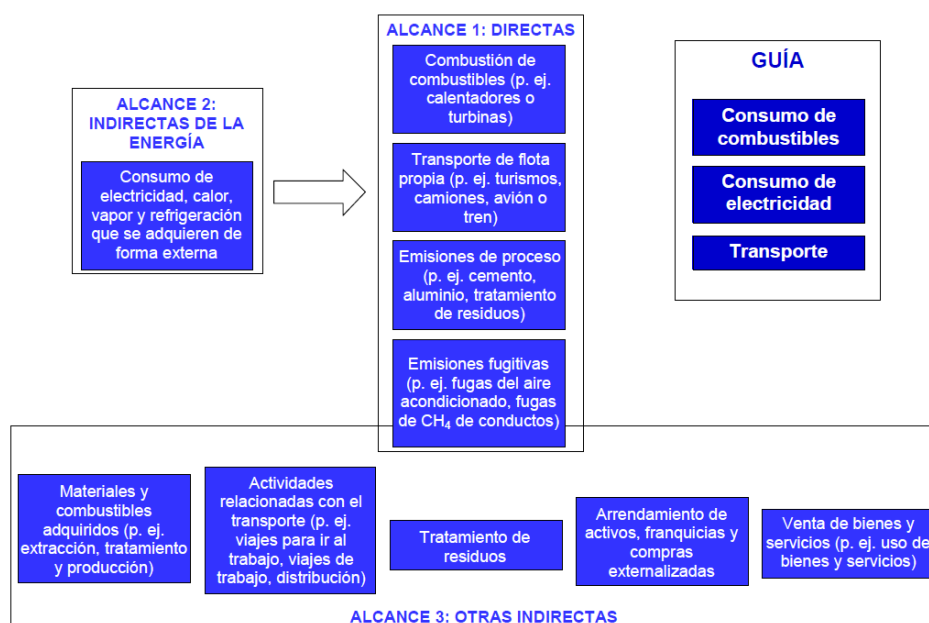 ALCANCE 1: DIRECTAS
Combustión de
combustibles (p. ej.
calentadores o
turbinas)
Transporte de flota
propia (p. ej. turismos,
camiones, avión o
tren)
Emisiones de proceso
(p. ej. cemento,
aluminio, tratamiento
de residuos)
Emisiones fugitivas
(p. ej. fugas del aire
acondicionado, fugas
de CH₄ de conductos)
ALCANCE 2:
INDIRECTAS DE LA
ENERGÍA
Consumo de
electricidad, calor,
vapor y refrigeración
que se adquieren de
forma externa
GUÍA
Consumo de
combustibles
Consumo de
electricidad
Transporte
Materiales y
combustibles
adquiridos (p. ej.
extracción, tratamiento
y producción)
Actividades
relacionadas con el
transporte (p. ej.
viajes para ir al
trabajo, viajes de
trabajo, distribución)
Tratamiento de
residuos
Arrendamiento de
activos, franquicias y
compras
externalizadas
Venta de bienes y
servicios (p. ej. uso de
bienes y servicios)
ALCANCE 3: OTRAS INDIRECTAS